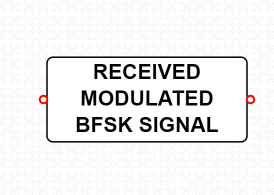 RECEIVED
MODULATED
BFSK SIGNAL